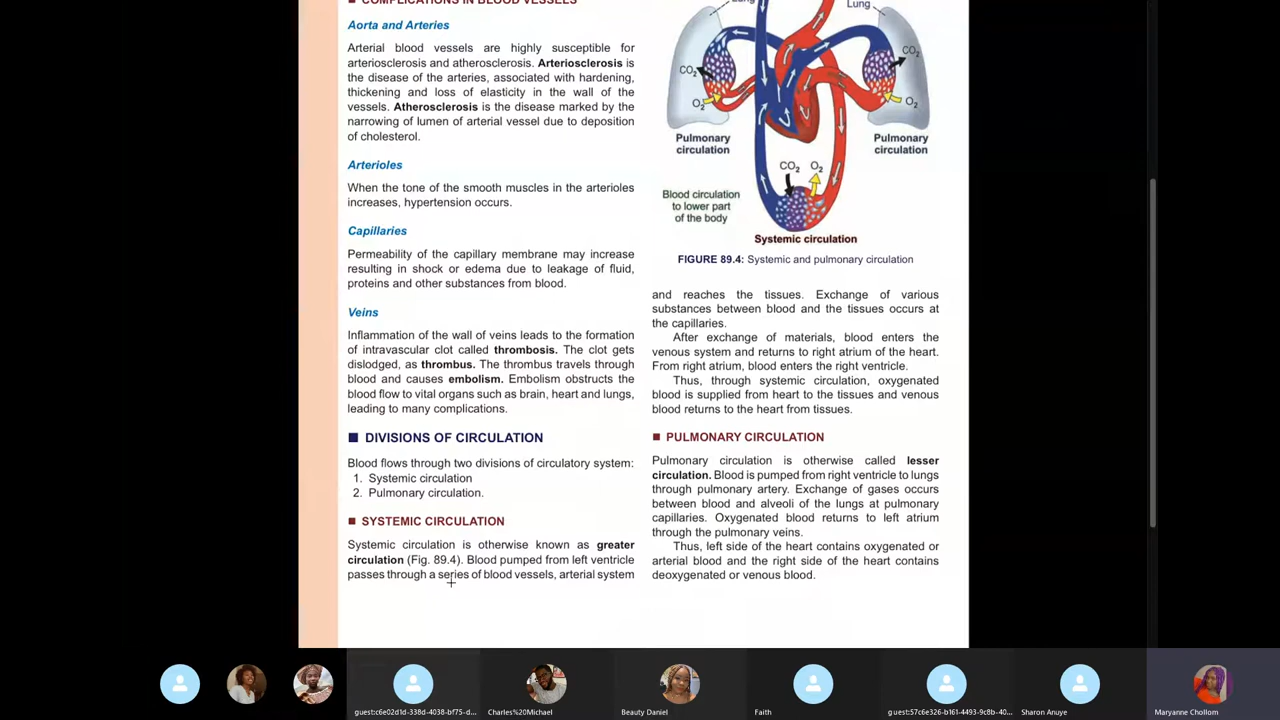 COMPLICATIONS IN BLOOD VESSELS
Aorta and Arteries
Arterial blood vessels are highly susceptible for
arteriosclerosis and atherosclerosis. Arteriosclerosis is
the disease of the arteries, associated with hardening,
thickening and loss of elasticity in the wall of the
vessels. Atherosclerosis is the disease marked by the
narrowing of lumen of arterial vessel due to deposition
of cholesterol.
Arterioles
When the tone of the smooth muscles in the arterioles
increases, hypertension occurs.
Capillaries
Permeability of the capillary membrane may increase
resulting in shock or edema due to leakage of fluid,
proteins and other substances from blood.
Veins
Inflammation of the wall of veins leads to the formation
of intravascular clot called thrombosis. The clot gets
dislodged, as thrombus. The thrombus travels through
blood and causes embolism. Embolism obstructs the
blood flow to vital organs such as brain, heart and lungs,
leading to many complications.
DIVISIONS OF CIRCULATION
Blood flows through two divisions of circulatory system:
1. Systemic circulation
2. Pulmonary circulation.
SYSTEMIC CIRCULATION
Systemic circulation is otherwise known as greater
circulation (Fig. 89.4). Blood pumped from left ventricle
passes through a series of blood vessels, arterial system
Lung
Lung
CO2
CO2
O2
O2
Pulmonary
circulation
Pulmonary
circulation
CO2 O2
Blood circulation
to lower part
of the body
Systemic circulation
FIGURE 89.4: Systemic and pulmonary circulation
and reaches the tissues. Exchange of various
substances between blood and the tissues occurs at
the capillaries.
After exchange of materials, blood enters the
venous system and returns to right atrium of the heart.
From right atrium, blood enters the right ventricle.
Thus, through systemic circulation, oxygenated
blood is supplied from heart to the tissues and venous
blood returns to the heart from tissues.
PULMONARY CIRCULATION
Pulmonary circulation is otherwise called lesser
circulation. Blood is pumped from right ventricle to lungs
through pulmonary artery. Exchange of gases occurs
between blood and alveoli of the lungs at pulmonary
capillaries. Oxygenated blood returns to left atrium
through the pulmonary veins.
Thus, left side of the heart contains oxygenated or
arterial blood and the right side of the heart contains
deoxygenated or venous blood.
guest:c6e02d1d-338d-4038-bf75-d...
Charles%20Michael
Beauty Daniel
Faith
guest:57c6e326-b161-4493-9c8b-40...
Sharon Anuye
Maryanne Chollom